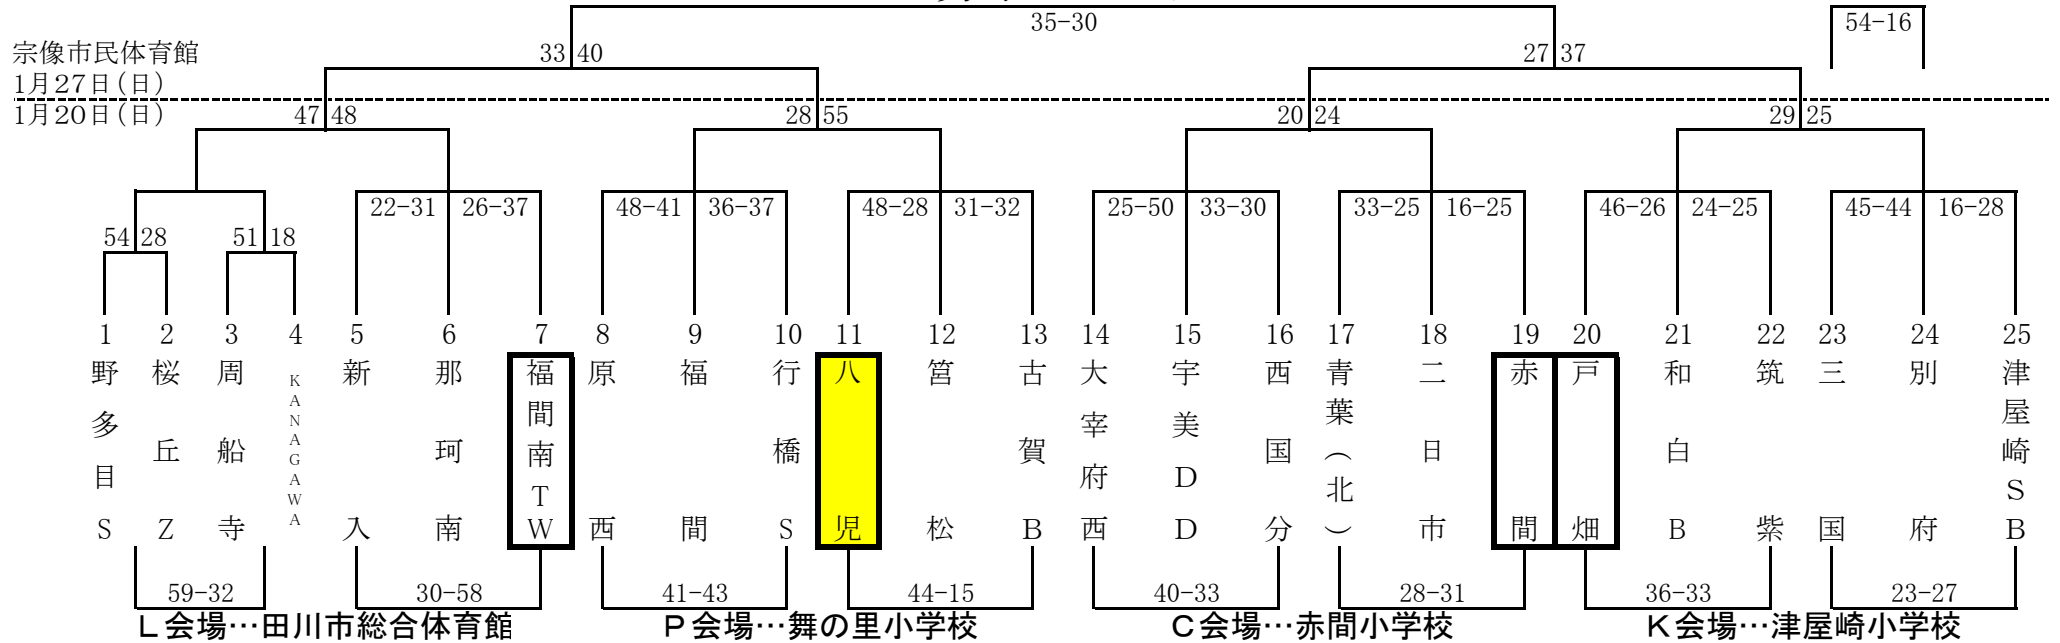 35-30
54-16
宗像市民体育館
33 40
27 37
1月27日(日)
1月20日(日)
47 48
28 55
20 24
29 25
22-31 26-37 48-41 36-37 48-28 31-32 25-50 33-30 33-25 16-25 46-26 24-25 45-44 16-28
54 28 51 18
1 2 3 4 5 6 7 8 9 10 11 12 13 14 15 16 17 18 19 20 21 22 23 24 25
野多目S
桜丘Z
周船寺
KANAGAWA
新入
那珂南
福間南TW
原西
福間
行橋S
八児
筥松
古賀B
大宰府西
宇美DD
西国分
青葉(北)
二日市
赤間
戸畑
和白B
筑紫
三国
別府
津屋崎SB
59-32 30-58 41-43 44-15 40-33 28-31 36-33 23-27
L会場…田川市総合体育館
P会場…舞の里小学校
C会場…赤間小学校
K会場…津屋崎小学校